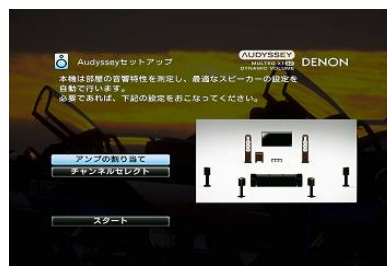 Audysseyセットアップ
AUDYSSEY
MULTEQ XT32
DYNAMIC VOLUME
DENON
本機は部屋の音響特性を測定し、最適なスピーカーの設定を
自動で行います。
必要であれば、下記の設定をおこなってください。
アンプの割り当て
チャンネルセレクト
スタート